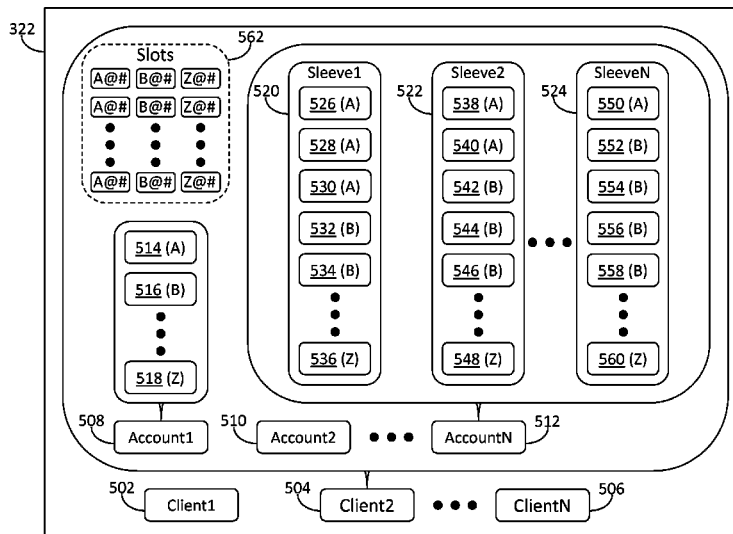 322
562
Slots
A@# B@# Z@#
A@# B@# Z@#
A@# B@# Z@#
514 (A)
516 (B)
518 (Z)
520
Sleeve1
526 (A)
528 (A)
530 (A)
532 (B)
534 (B)
536 (Z)
522
Sleeve2
538 (A)
540 (A)
542 (B)
544 (B)
546 (B)
548 (Z)
524
SleeveN
550 (A)
552 (B)
554 (B)
556 (B)
558 (B)
560 (Z)
508
Account1
510
Account2
AccountN
512
502
Client1
504
Client2
ClientN
506